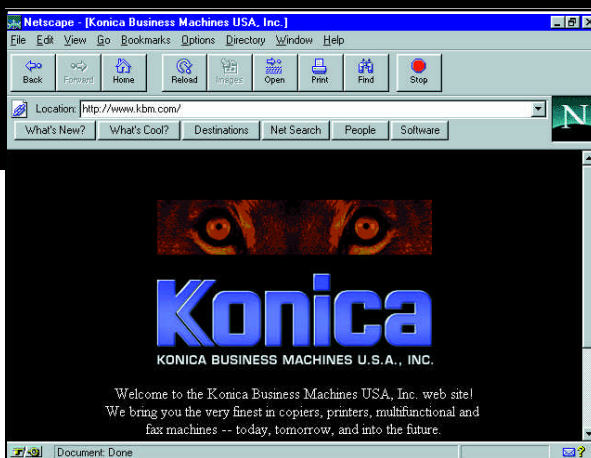 Netscape - [Konica Business Machines USA, Inc.]
File Edit View Go Bookmarks Options Directory Window Help
Back Forward Home Reload Images Open Print Find Stop
Location: http://www.kbm.com/
N
What's New? What's Cool? Destinations Net Search People Software
Konica
KONICA BUSINESS MACHINES U.S.A., INC.
Welcome to the Konica Business Machines USA, Inc. web site!
We bring you the very finest in copiers, printers, multifunctional and
fax machines -- today, tomorrow, and into the future.
Document: Done